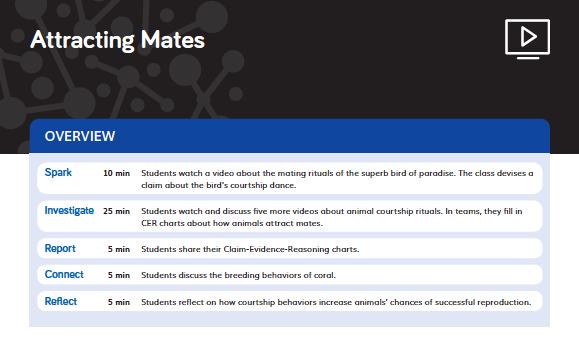 Attracting Mates
OVERVIEW
Spark 10 min Students watch a video about the mating rituals of the superb bird of paradise. The class devises a
claim about the bird's courtship dance.
Investigate 25 min Students watch and discuss five more videos about animal courtship rituals. In teams, they fill in
CER charts about how animals attract mates.
Report 5 min Students share their Claim-Evidence-Reasoning charts.
Connect 5 min Students discuss the breeding behaviors of coral.
Reflect 5 min Students reflect on how courtship behaviors increase animals' chances of successful reproduction.